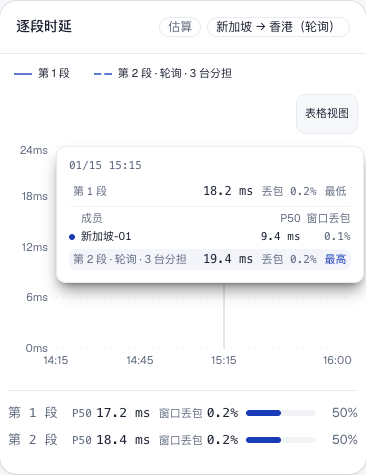 逐段时延
估算
新加坡 → 香港（轮询）
第 1 段
第 2 段 · 轮询 · 3 台分担
表格视图
24ms
18ms
12ms
6ms
0ms
01/15 15:15
第 1 段 18.2 ms 丢包 0.2% 最低
成员 P50 窗口丢包
新加坡-01 9.4 ms 0.1%
第 2 段 · 轮询 · 3 台分担 19.4 ms 丢包 0.2% 最高
14:15 14:45 15:15 16:00
第 1 段 P50 17.2 ms 窗口丢包 0.2% 50%
第 2 段 P50 18.4 ms 窗口丢包 0.2% 50%